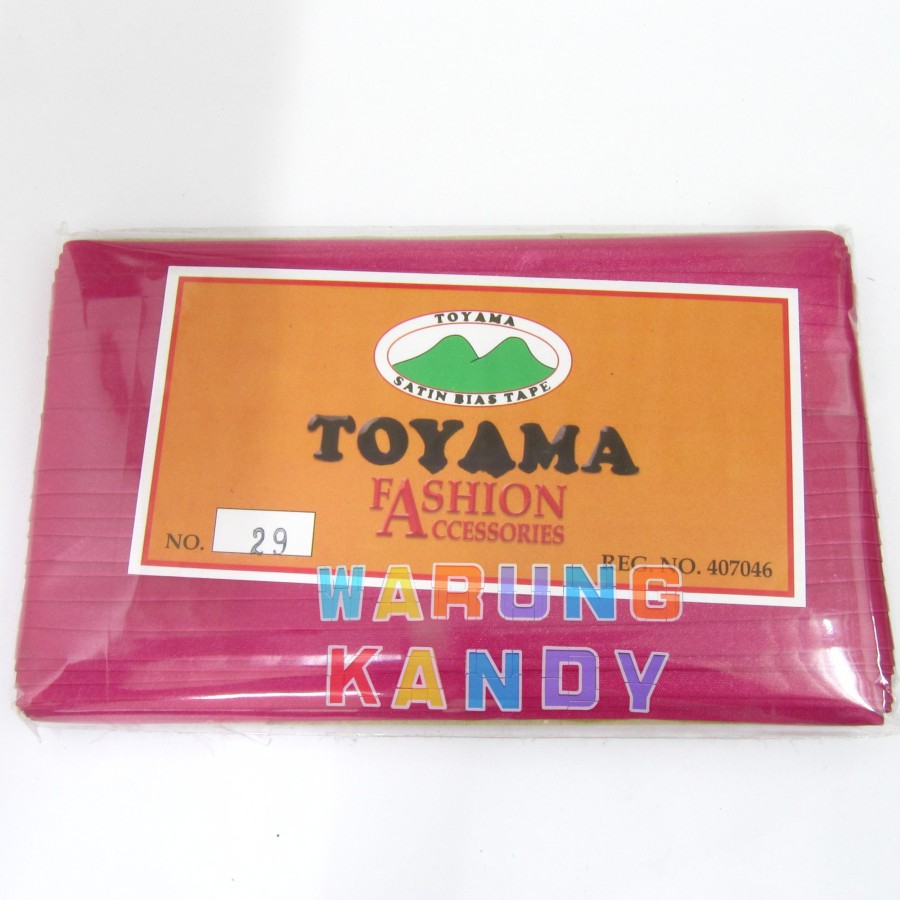 TOYAMA
SATIN BIAS TAPE
TOYAMA
FASHION
ACCESSORIES
NO. 29
REG. NO. 407046
WARUNG
KANDY